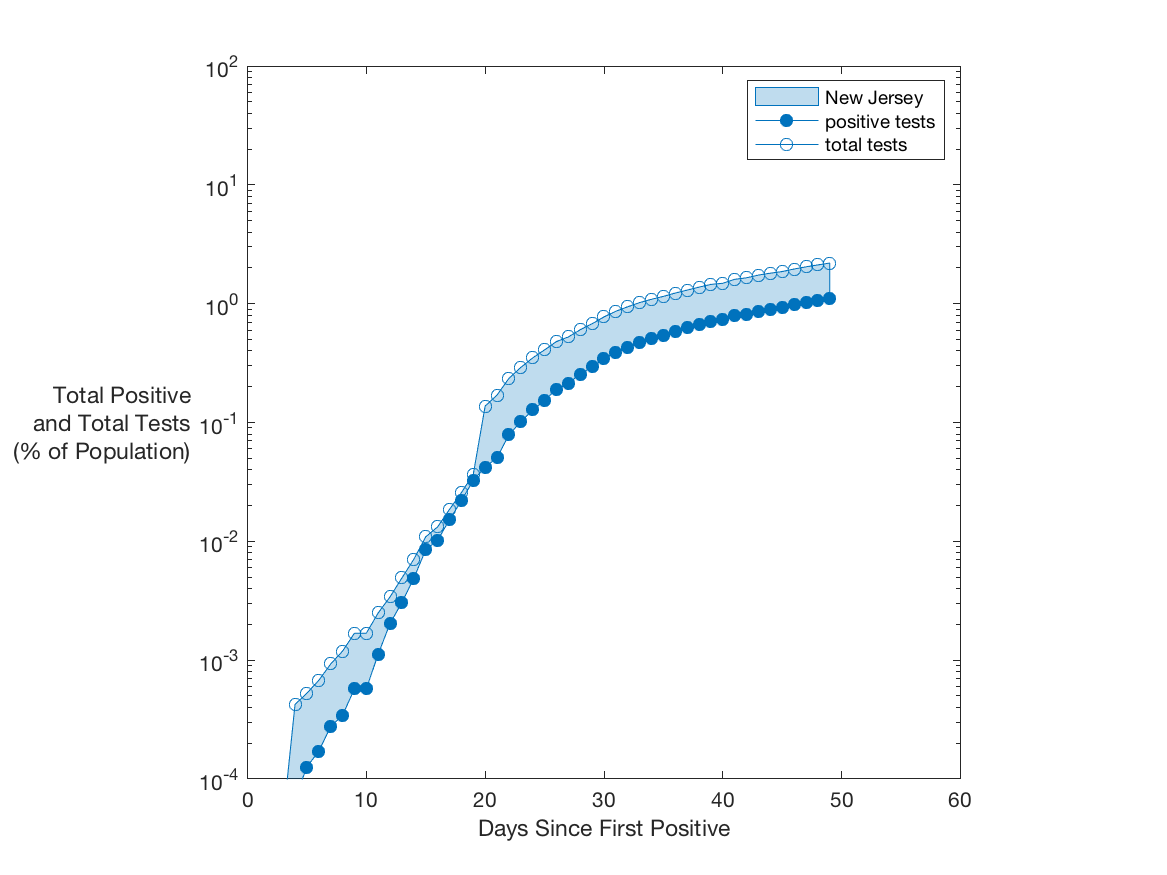 10^2
10^1
10^0
10^-1
10^-2
10^-3
10^-4
Total Positive
and Total Tests
(% of Population)
New Jersey
positive tests
total tests
0 10 20 30 40 50 60
Days Since First Positive